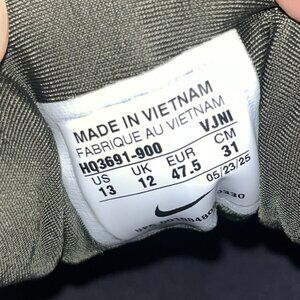 MADE IN VIETNAM
FABRIQUE AU VIETNAM
HQ3691-900 VJNI
US UK EUR CM
13 12 47.5 31
05/23/25